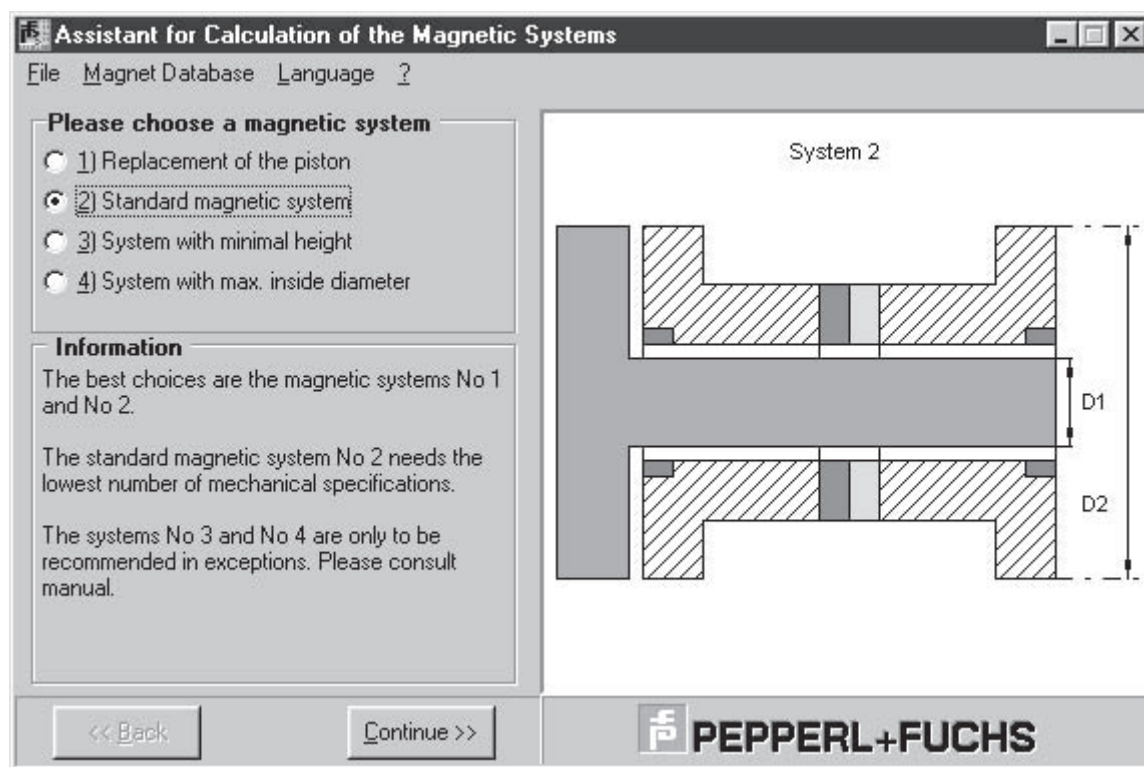 Assistant for Calculation of the Magnetic Systems
File Magnet Database Language ?
Please choose a magnetic system
1) Replacement of the piston
2) Standard magnetic system
3) System with minimal height
4) System with max. inside diameter
Information
The best choices are the magnetic systems No 1
and No 2.
The standard magnetic system No 2 needs the
lowest number of mechanical specifications.
The systems No 3 and No 4 are only to be
recommended in exceptions. Please consult
manual.
System 2
D1
D2
<< Back
Continue >>
PEPPERL+FUCHS